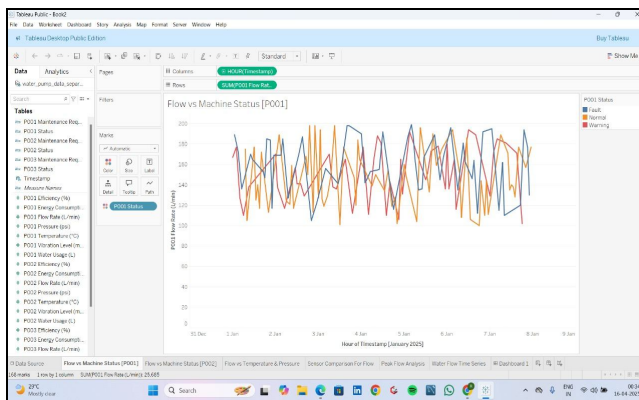 Tableau Public - Book2
File Data Worksheet Dashboard Story Analysis Map Format Server Window Help
Tableau Desktop Public Edition
Buy Tableau
Standard
Show Me
Data Analytics
water_pump_data_separ...
Search
Tables
P001 Maintenance Req...
P001 Status
P002 Maintenance Req...
P002 Status
P003 Maintenance Req...
P003 Status
Timestamp
Measure Names
P001 Efficiency (%)
P001 Energy Consumpti...
P001 Flow Rate (L/min)
P001 Pressure (psi)
P001 Temperature (°C)
P001 Vibration Level (m...
P001 Water Usage (L)
P002 Efficiency (%)
P002 Energy Consumpti...
P002 Flow Rate (L/min)
P002 Pressure (psi)
P002 Temperature (°C)
P002 Vibration Level (m...
P002 Water Usage (L)
P003 Efficiency (%)
P003 Energy Consumpti...
P003 Flow Rate (L/min)
Pages
Filters
Marks
Automatic
Color Size Label
Detail Tooltip Path
P001 Status
Columns HOUR(Timestamp)
Rows SUM(P001 Flow Rat...
Flow vs Machine Status [P001]
P001 Flow Rate (L/min)
200
180
160
140
120
100
80
60
40
20
0
31 Dec 1 Jan 2 Jan 3 Jan 4 Jan 5 Jan 6 Jan 7 Jan 8 Jan 9 Jan
Hour of Timestamp [January 2025]
P001 Status
Fault
Normal
Warning
Data Source Flow vs Machine Status [P001] Flow vs Machine Status [P002] Flow vs Temperature & Pressure Sensor Comparison For Flow Peak Flow Analysis Water Flow Time Series Dashboard 1
168 marks 1 row by 1 column SUM(P001 Flow Rate (L/min)): 25,685
29°C
Mostly clear
Search
ENG
IN
08:34
16-04-202